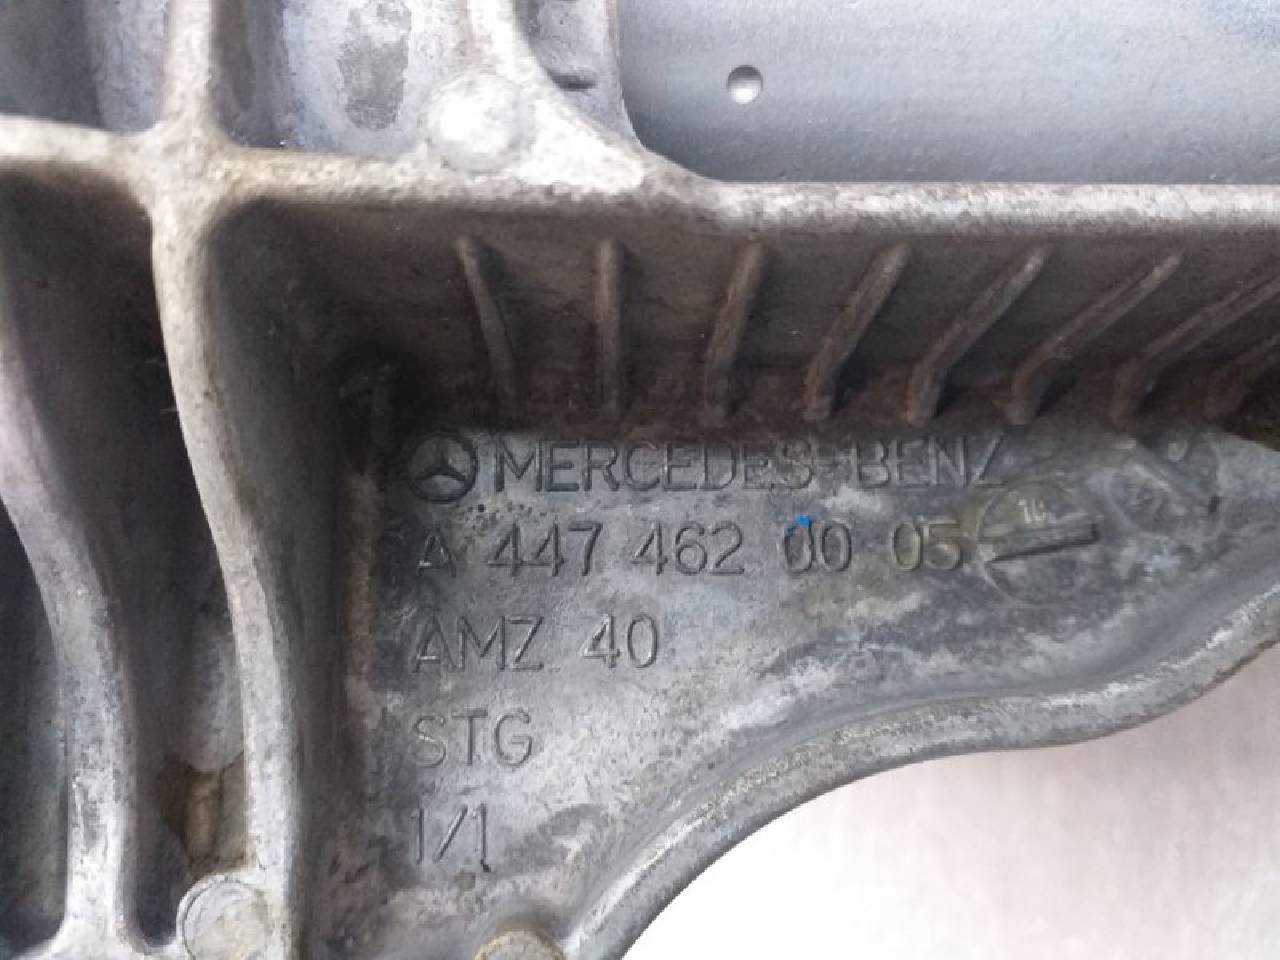 MERCEDES-BENZ
A 447 462 00 05
AMZ 40
STG
1/1